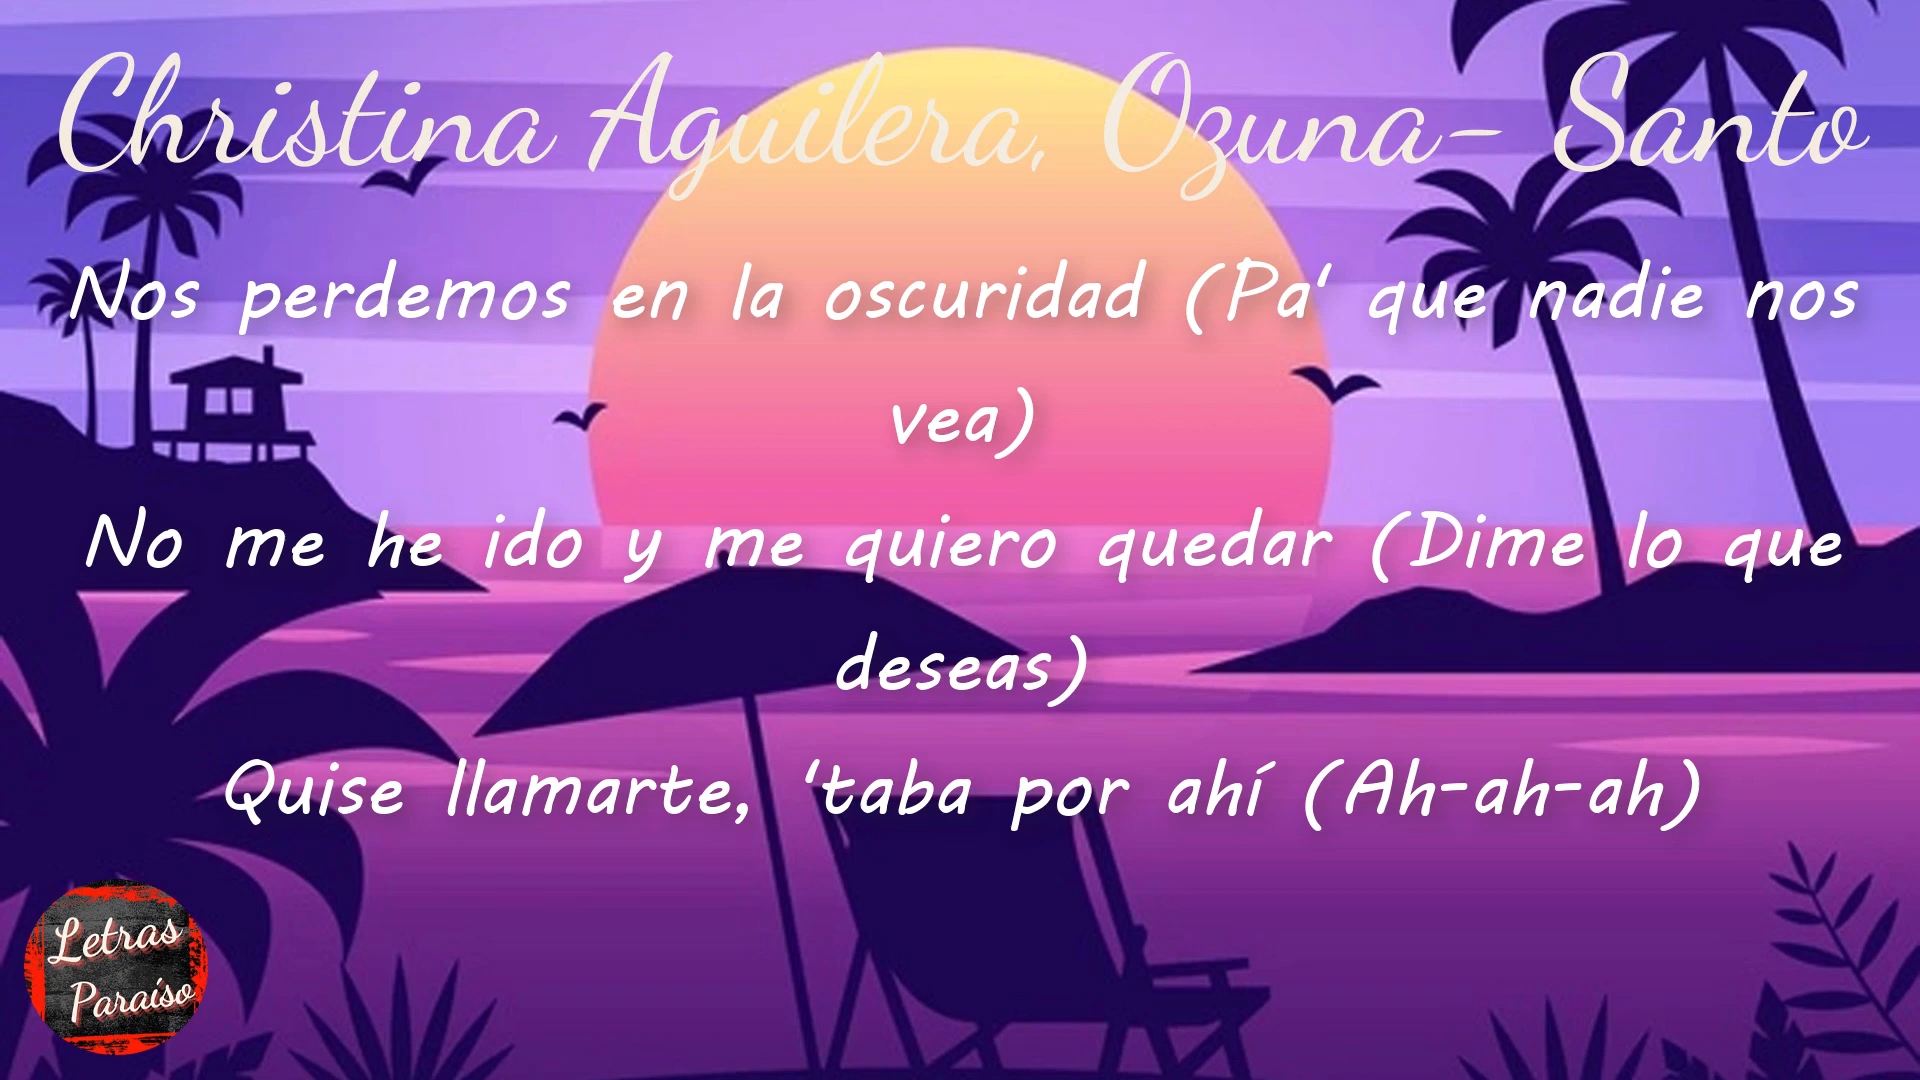 Christina Aguilera, Ozuna- Santo
Nos perdemos en la oscuridad (Pa' que nadie nos
vea)
No me he ido y me quiero quedar (Dime lo que
deseas)
Quise llamarte, 'taba por ahí (Ah-ah-ah)
Letras
Paraíso